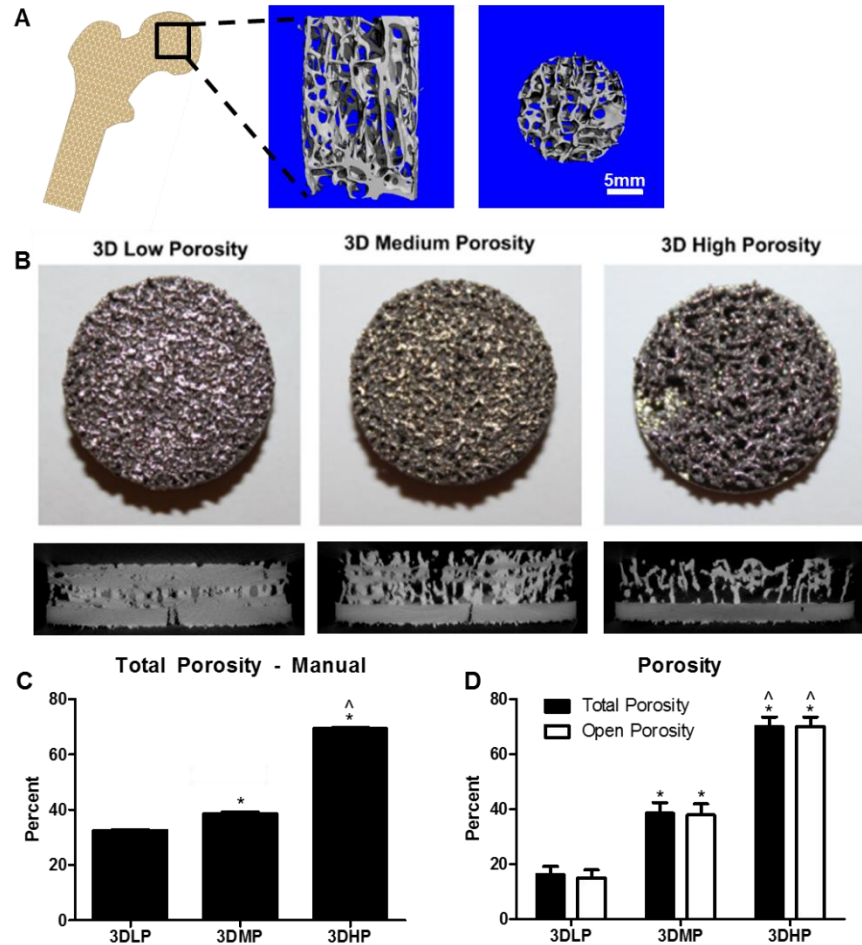 A
5mm
B
3D Low Porosity
3D Medium Porosity
3D High Porosity
C
Total Porosity - Manual
80
60
40
20
0
Percent
*
^
*
3DLP
3DMP
3DHP
D
Porosity
Total Porosity
Open Porosity
80
60
40
20
0
Percent
* *
^ ^
* *
3DLP
3DMP
3DHP